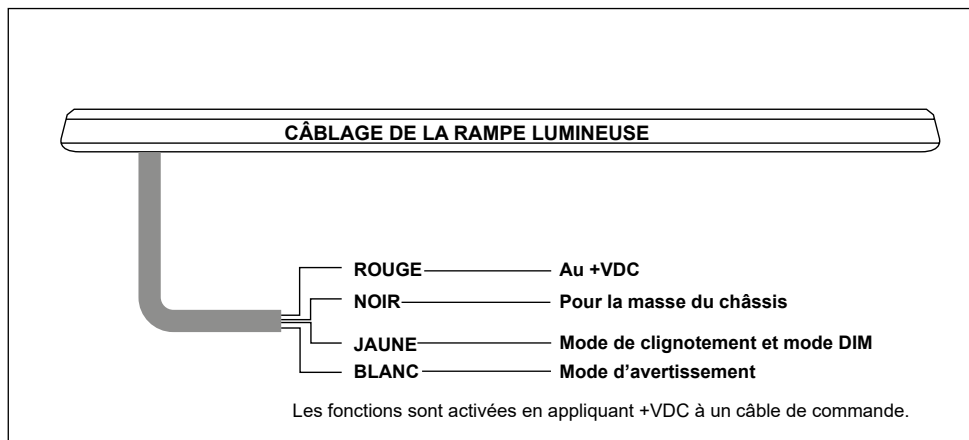 CÂBLAGE DE LA RAMPE LUMINEUSE
ROUGE Au +VDC
NOIR Pour la masse du châssis
JAUNE Mode de clignotement et mode DIM
BLANC Mode d’avertissement
Les fonctions sont activées en appliquant +VDC à un câble de commande.